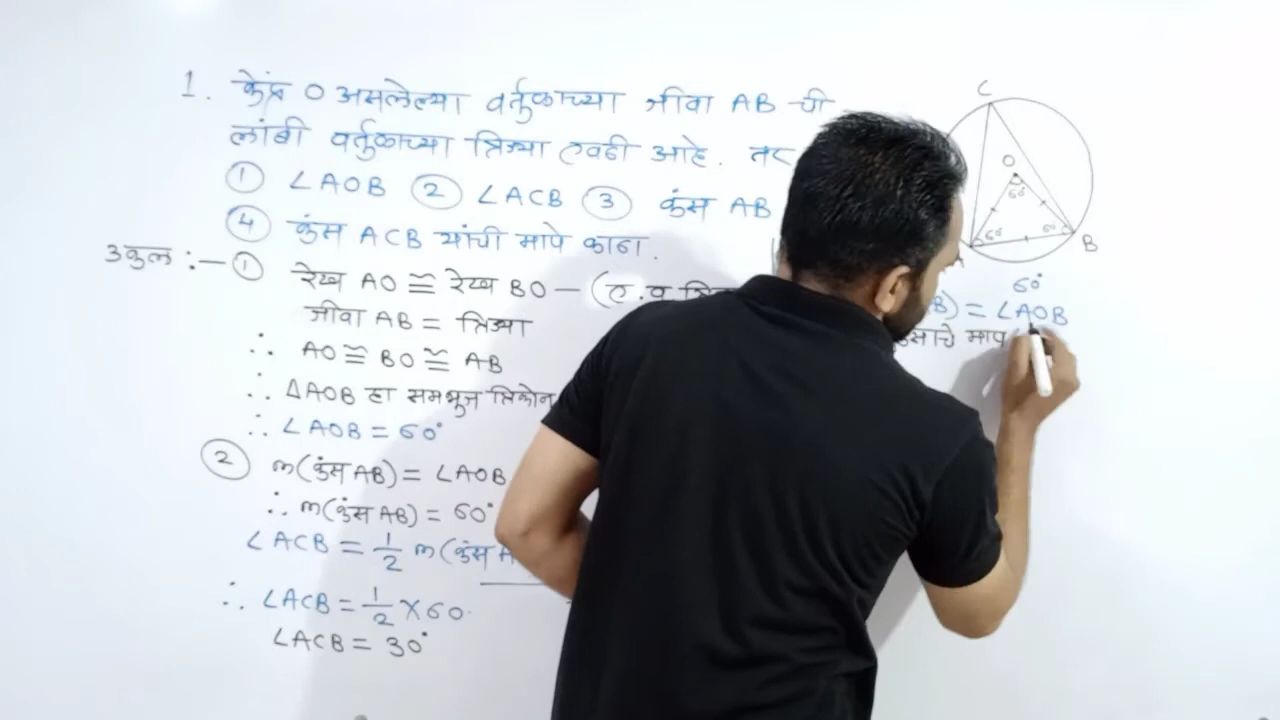 1. केंद्र O असलेल्या वर्तुळाच्या जीवा AB ची
लांबी वर्तुळाच्या त्रिज्या एवढी आहे. तर
① ∠AOB ② ∠ACB ③ कंस AB
④ कंस ACB यांची मापे काढा.
उकल :— ① रेख AO ≅ रेख BO — (ए.व
जीवा AB = त्रिज्या
∴ AO ≅ BO ≅ AB
∴ ΔAOB हा समभुज त्रिकोण
∴ ∠AOB = 60°
② m(कंस AB) = ∠AOB
∴ m(कंस AB) = 60°
∠ACB = 1/2 m(कंस A
∴ ∠ACB = 1/2 × 60
∠ACB = 30°
C
O
60°
60° 60°
B
60°
B) = ∠AOB
माप